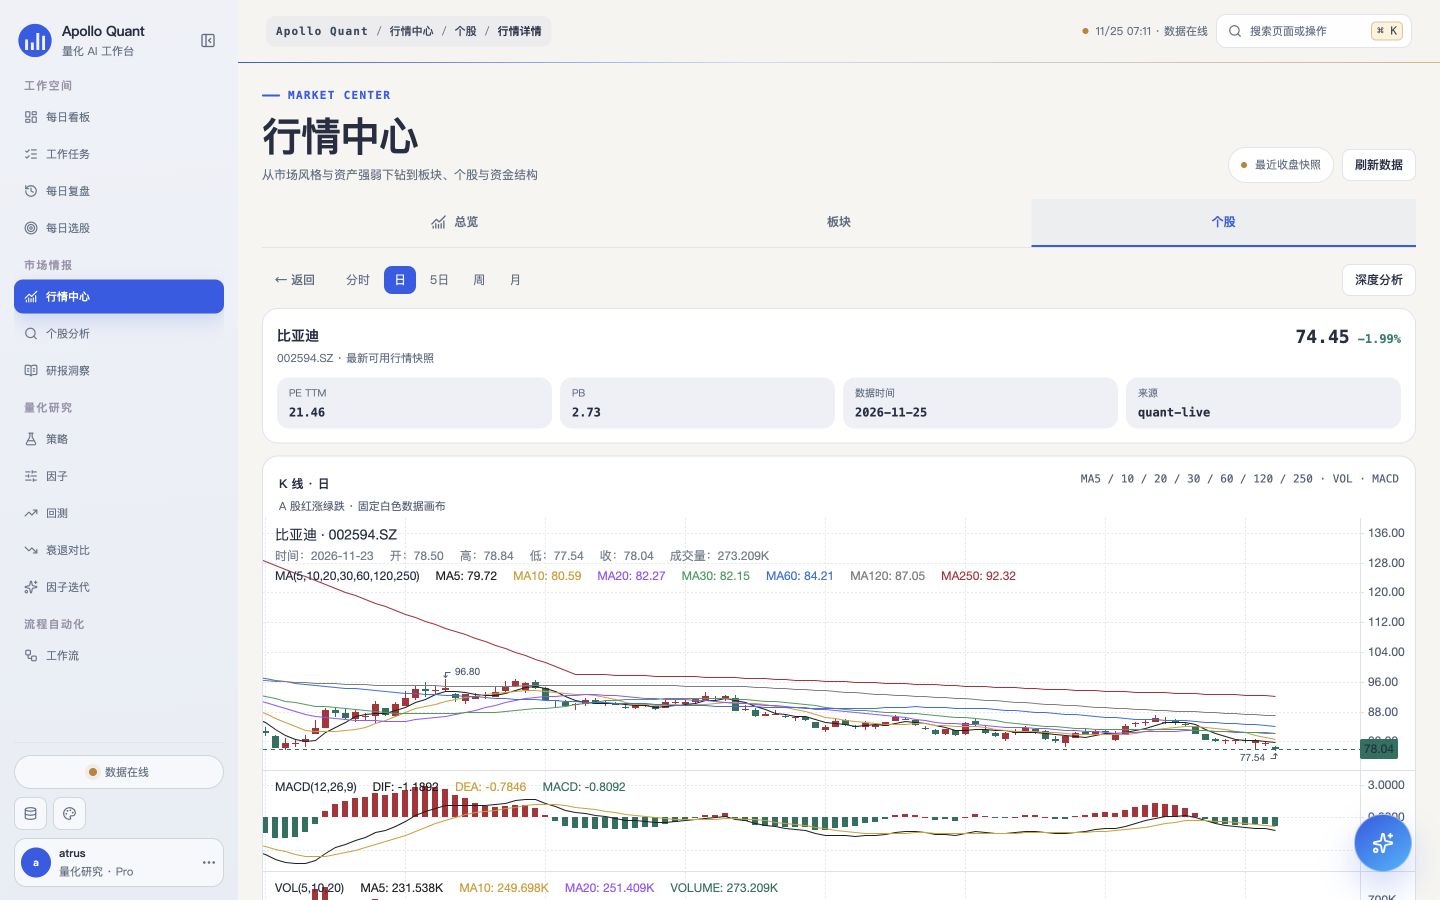 Apollo Quant
量化 AI 工作台
工作空间
每日看板
工作任务
每日复盘
每日选股
市场情报
行情中心
个股分析
研报洞察
量化研究
策略
因子
回测
衰退对比
因子迭代
流程自动化
工作流
数据在线
a
atrus
量化研究 · Pro
Apollo Quant / 行情中心 / 个股 / 行情详情
11/25 07:11 · 数据在线
搜索页面或操作
⌘ K
MARKET CENTER
行情中心
从市场风格与资产强弱下钻到板块、个股与资金结构
最近收盘快照
刷新数据
总览
板块
个股
← 返回
分时
日
5日
周
月
深度分析
比亚迪
002594.SZ · 最新可用行情快照
74.45 -1.99%
PE TTM
21.46
PB
2.73
数据时间
2026-11-25
来源
quant-live
K 线 · 日
A 股红涨绿跌 · 固定白色数据画布
MA5 / 10 / 20 / 30 / 60 / 120 / 250 · VOL · MACD
比亚迪 · 002594.SZ
时间: 2026-11-23 开: 78.50 高: 78.84 低: 77.54 收: 78.04 成交量: 273.209K
MA(5,10,20,30,60,120,250) MA5: 79.72 MA10: 80.59 MA20: 82.27 MA30: 82.15 MA60: 84.21 MA120: 87.05 MA250: 92.32
136.00
128.00
120.00
112.00
104.00
96.00
88.00
78.04
96.80
77.54
MACD(12,26,9) DIF: -1.1892 DEA: -0.7846 MACD: -0.8092
3.0000
VOL(5,10,20) MA5: 231.538K MA10: 249.698K MA20: 251.409K VOLUME: 273.209K
700K